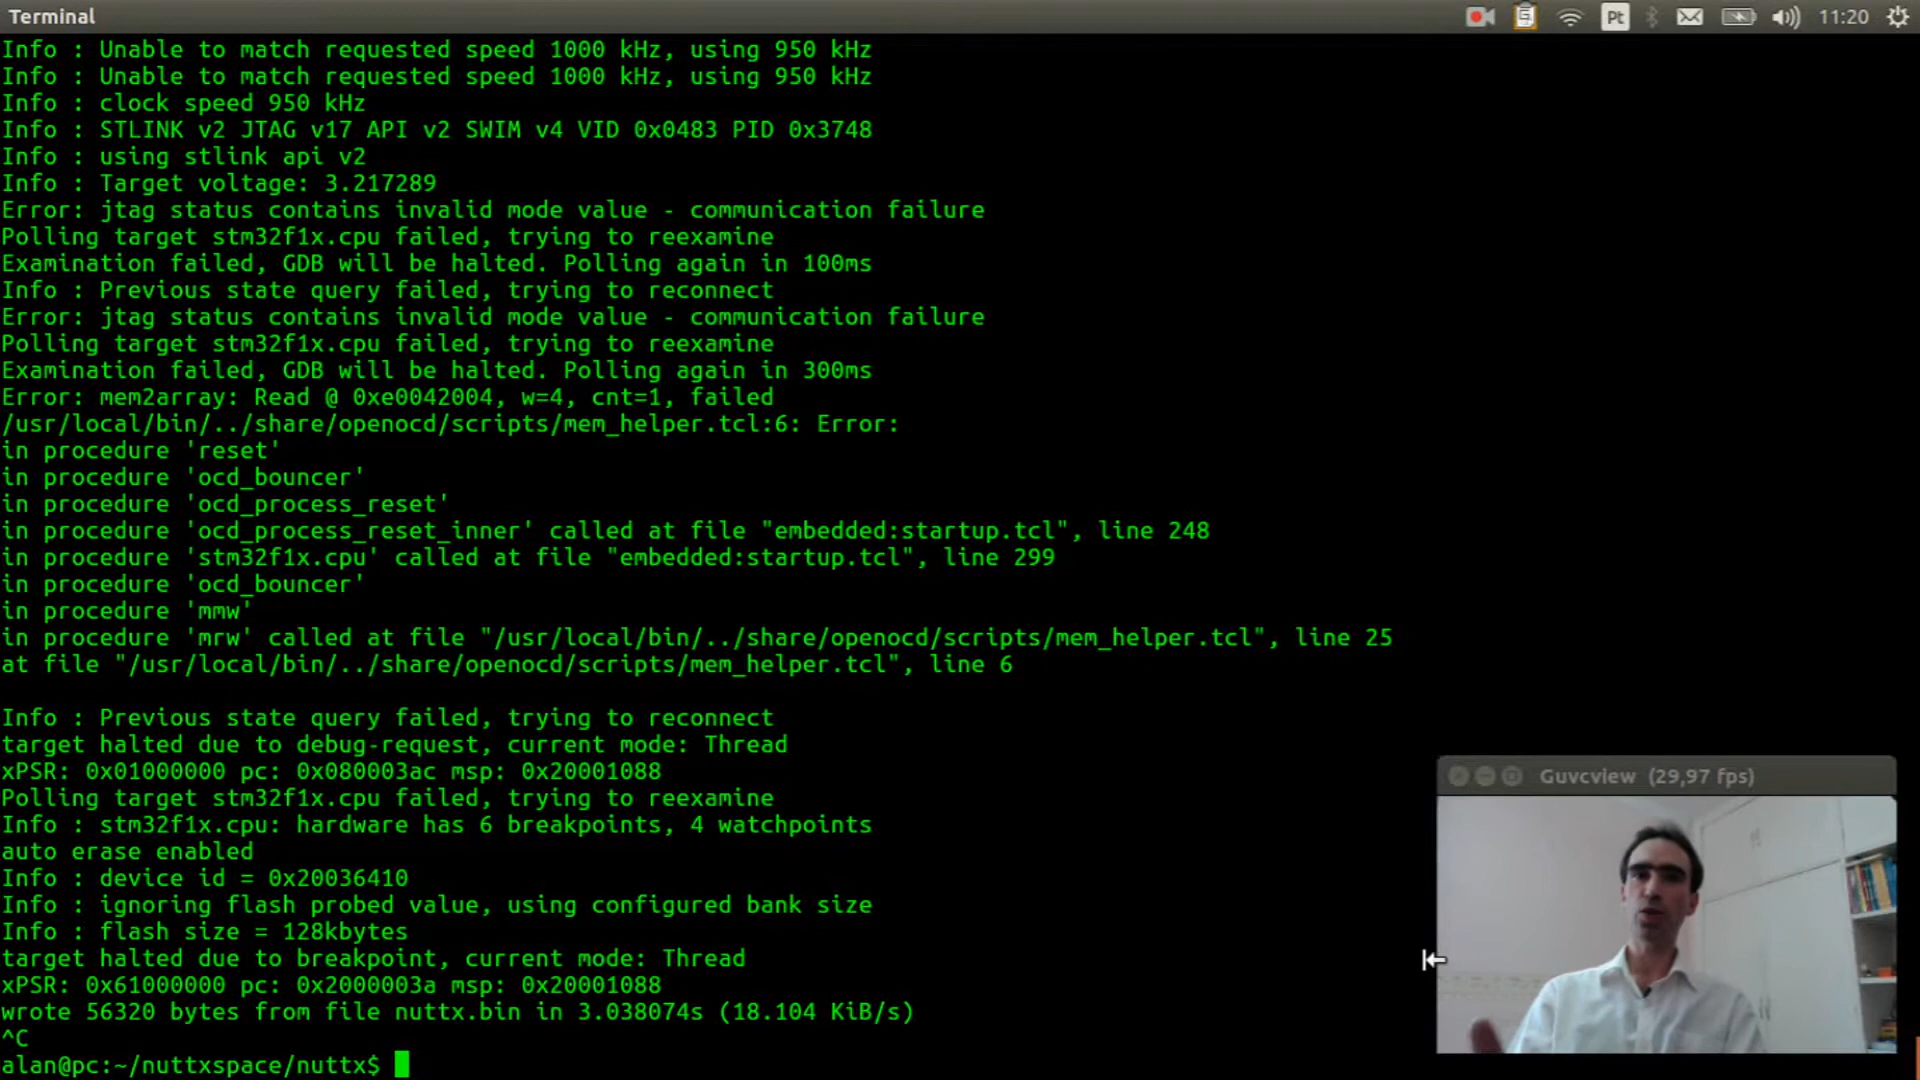 Terminal
Pt
11:20
Info : Unable to match requested speed 1000 kHz, using 950 kHz
Info : Unable to match requested speed 1000 kHz, using 950 kHz
Info : clock speed 950 kHz
Info : STLINK v2 JTAG v17 API v2 SWIM v4 VID 0x0483 PID 0x3748
Info : using stlink api v2
Info : Target voltage: 3.217289
Error: jtag status contains invalid mode value - communication failure
Polling target stm32f1x.cpu failed, trying to reexamine
Examination failed, GDB will be halted. Polling again in 100ms
Info : Previous state query failed, trying to reconnect
Error: jtag status contains invalid mode value - communication failure
Polling target stm32f1x.cpu failed, trying to reexamine
Examination failed, GDB will be halted. Polling again in 300ms
Error: mem2array: Read @ 0xe0042004, w=4, cnt=1, failed
/usr/local/bin/../share/openocd/scripts/mem_helper.tcl:6: Error:
in procedure 'reset'
in procedure 'ocd_bouncer'
in procedure 'ocd_process_reset'
in procedure 'ocd_process_reset_inner' called at file "embedded:startup.tcl", line 248
in procedure 'stm32f1x.cpu' called at file "embedded:startup.tcl", line 299
in procedure 'ocd_bouncer'
in procedure 'mmw'
in procedure 'mrw' called at file "/usr/local/bin/../share/openocd/scripts/mem_helper.tcl", line 25
at file "/usr/local/bin/../share/openocd/scripts/mem_helper.tcl", line 6
Info : Previous state query failed, trying to reconnect
target halted due to debug-request, current mode: Thread
xPSR: 0x01000000 pc: 0x080003ac msp: 0x20001088
Polling target stm32f1x.cpu failed, trying to reexamine
Info : stm32f1x.cpu: hardware has 6 breakpoints, 4 watchpoints
auto erase enabled
Info : device id = 0x20036410
Info : ignoring flash probed value, using configured bank size
Info : flash size = 128kbytes
target halted due to breakpoint, current mode: Thread
xPSR: 0x61000000 pc: 0x2000003a msp: 0x20001088
wrote 56320 bytes from file nuttx.bin in 3.038074s (18.104 KiB/s)
^C
alan@pc:~/nuttxspace/nuttx$
Guvcview (29,97 fps)